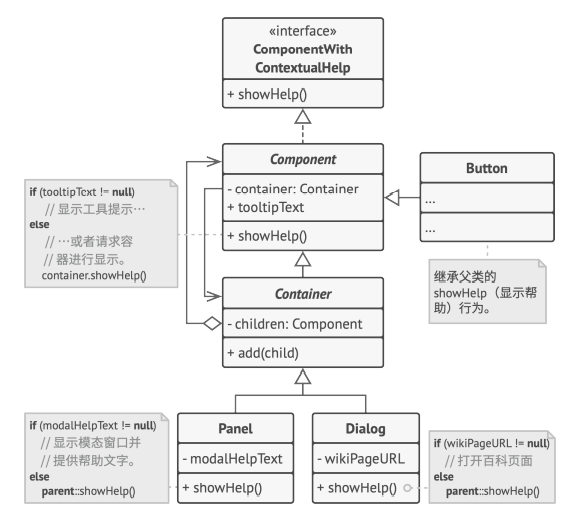 «interface»
ComponentWith
ContextualHelp
+ showHelp()
Component
- container: Container
+ tooltipText
+ showHelp()
Button
...
...
if (tooltipText != null)
// 显示工具提示…
else
// …或者请求容
// 器进行显示。
container.showHelp()
继承父类的
showHelp（显示帮
助）行为。
Container
- children: Component
+ add(child)
if (modalHelpText != null)
// 显示模态窗口并
// 提供帮助文字。
else
parent::showHelp()
Panel
- modalHelpText
+ showHelp()
Dialog
- wikiPageURL
+ showHelp()
if (wikiPageURL != null)
// 打开百科页面
else
parent::showHelp()